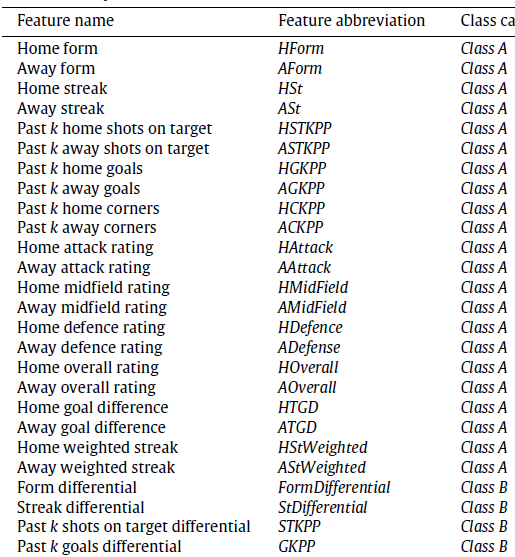 Feature name Feature abbreviation Class ca
Home form HForm Class A
Away form AForm Class A
Home streak HSt Class A
Away streak ASt Class A
Past k home shots on target HSTKPP Class A
Past k away shots on target ASTKPP Class A
Past k home goals HGKPP Class A
Past k away goals AGKPP Class A
Past k home corners HCKPP Class A
Past k away corners ACKPP Class A
Home attack rating HAttack Class A
Away attack rating AAttack Class A
Home midfield rating HMidField Class A
Away midfield rating AMidField Class A
Home defence rating HDefence Class A
Away defence rating ADefense Class A
Home overall rating HOverall Class A
Away overall rating AOverall Class A
Home goal difference HTGD Class A
Away goal difference ATGD Class A
Home weighted streak HStWeighted Class A
Away weighted streak AStWeighted Class A
Form differential FormDifferential Class B
Streak differential StDifferential Class B
Past k shots on target differential STKPP Class B
Past k goals differential GKPP Class B